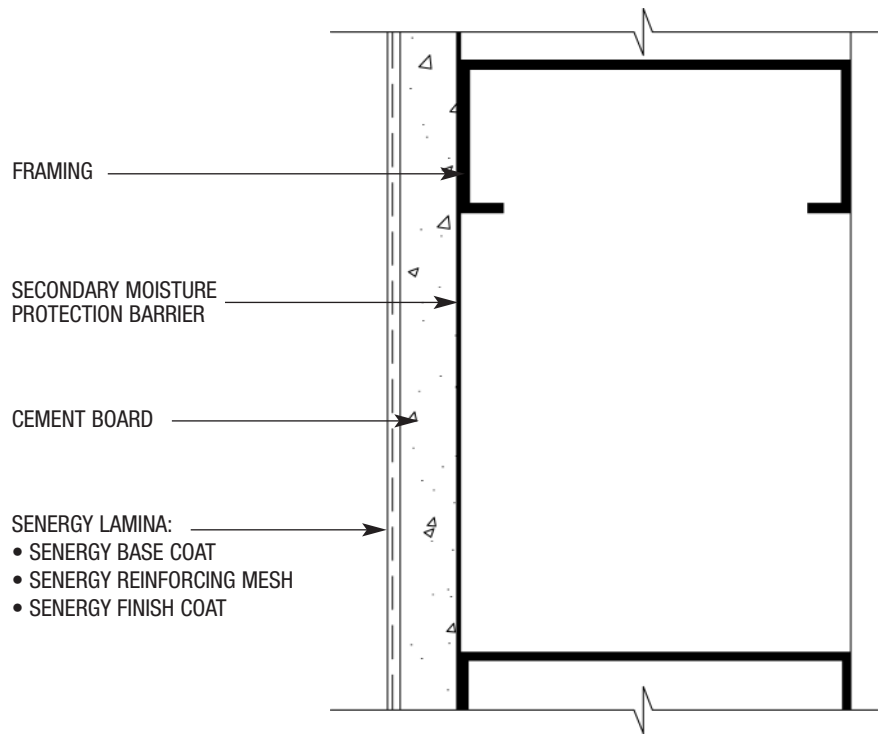 FRAMING
SECONDARY MOISTURE
PROTECTION BARRIER
CEMENT BOARD
SENERGY LAMINA:
• SENERGY BASE COAT
• SENERGY REINFORCING MESH
• SENERGY FINISH COAT